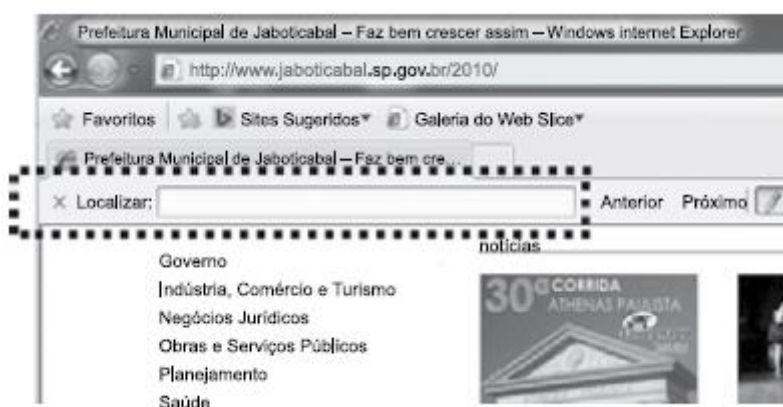 Prefeitura Municipal de Jaboticabal – Faz bem crescer assim – Windows internet Explorer
http://www.jaboticabal.sp.gov.br/2010/
Favoritos Sites Sugeridos Galeria do Web Slice
Prefeitura Municipal de Jaboticabal – Faz bem cre...
× Localizar: Anterior Próximo
notícias
Governo
Indústria, Comércio e Turismo
Negócios Jurídicos
Obras e Serviços Públicos
Planejamento
Saúde
30ª CORRIDA
ATHENAS PAULISTA